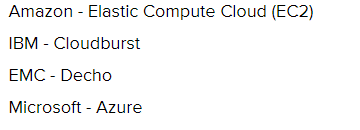 Amazon - Elastic Compute Cloud (EC2)
IBM - Cloudburst
EMC - Decho
Microsoft - Azure